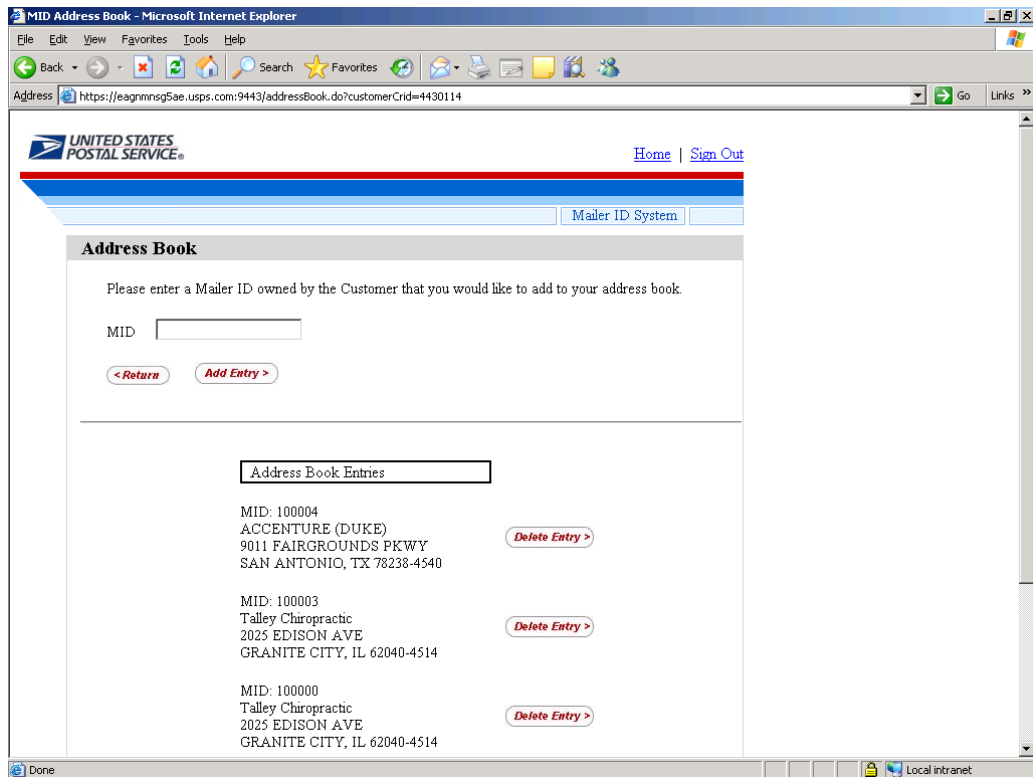 MID Address Book - Microsoft Internet Explorer
File Edit View Favorites Tools Help
Back Search Favorites
Address https://eagnmnsg5ae.usps.com:9443/addressBook.do?customerCrid=4430114 Go Links »
UNITED STATES
POSTAL SERVICE®
Home | Sign Out
Mailer ID System
Address Book
Please enter a Mailer ID owned by the Customer that you would like to add to your address book.
MID
< Return Add Entry >
Address Book Entries
MID: 100004
ACCENTURE (DUKE)
9011 FAIRGROUNDS PKWY
SAN ANTONIO, TX 78238-4540
Delete Entry >
MID: 100003
Talley Chiropractic
2025 EDISON AVE
GRANITE CITY, IL 62040-4514
Delete Entry >
MID: 100000
Talley Chiropractic
2025 EDISON AVE
GRANITE CITY, IL 62040-4514
Delete Entry >
Done Local intranet